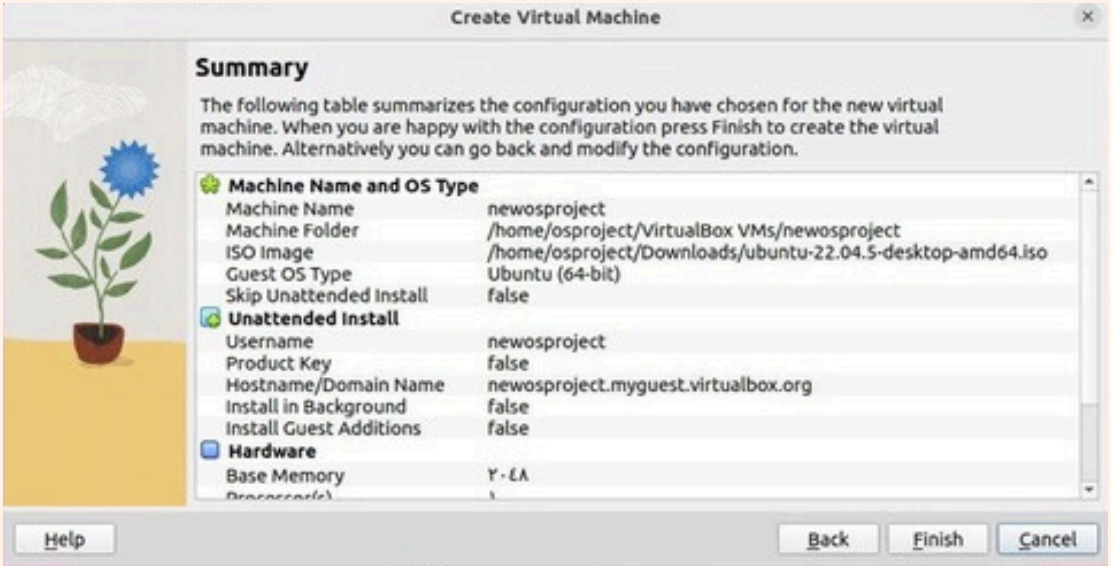 Create Virtual Machine
Summary
The following table summarizes the configuration you have chosen for the new virtual
machine. When you are happy with the configuration press Finish to create the virtual
machine. Alternatively you can go back and modify the configuration.
Machine Name and OS Type
Machine Name newosproject
Machine Folder /home/osproject/VirtualBox VMs/newosproject
ISO Image /home/osproject/Downloads/ubuntu-22.04.5-desktop-amd64.iso
Guest OS Type Ubuntu (64-bit)
Skip Unattended Install false
Unattended Install
Username newosproject
Product Key false
Hostname/Domain Name newosproject.myguest.virtualbox.org
Install in Background false
Install Guest Additions false
Hardware
Base Memory ٢٠٤٨
Processor(s) ١
Help Back Finish Cancel